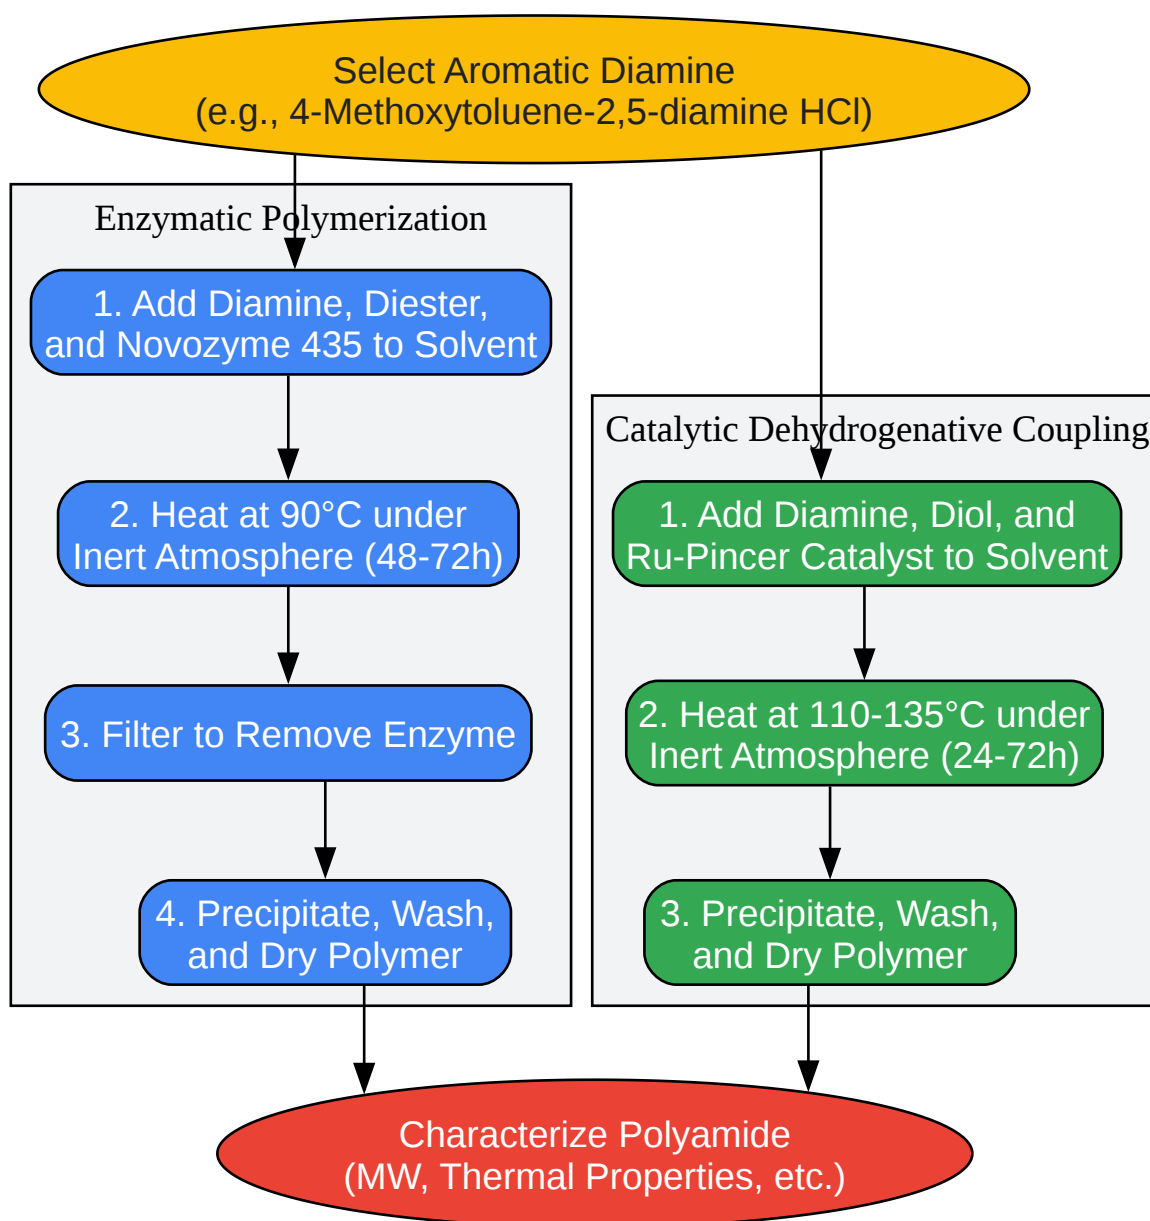 Select Aromatic Diamine
(e.g., 4-Methoxytoluene-2,5-diamine HCl)
Enzymatic Polymerization
1. Add Diamine, Diester,
and Novozyme 435 to Solvent
2. Heat at 90°C under
Inert Atmosphere (48-72h)
3. Filter to Remove Enzyme
4. Precipitate, Wash,
and Dry Polymer
Catalytic Dehydrogenative Coupling
1. Add Diamine, Diol, and
Ru-Pincer Catalyst to Solvent
2. Heat at 110-135°C under
Inert Atmosphere (24-72h)
3. Precipitate, Wash,
and Dry Polymer
Characterize Polyamide
(MW, Thermal Properties, etc.)